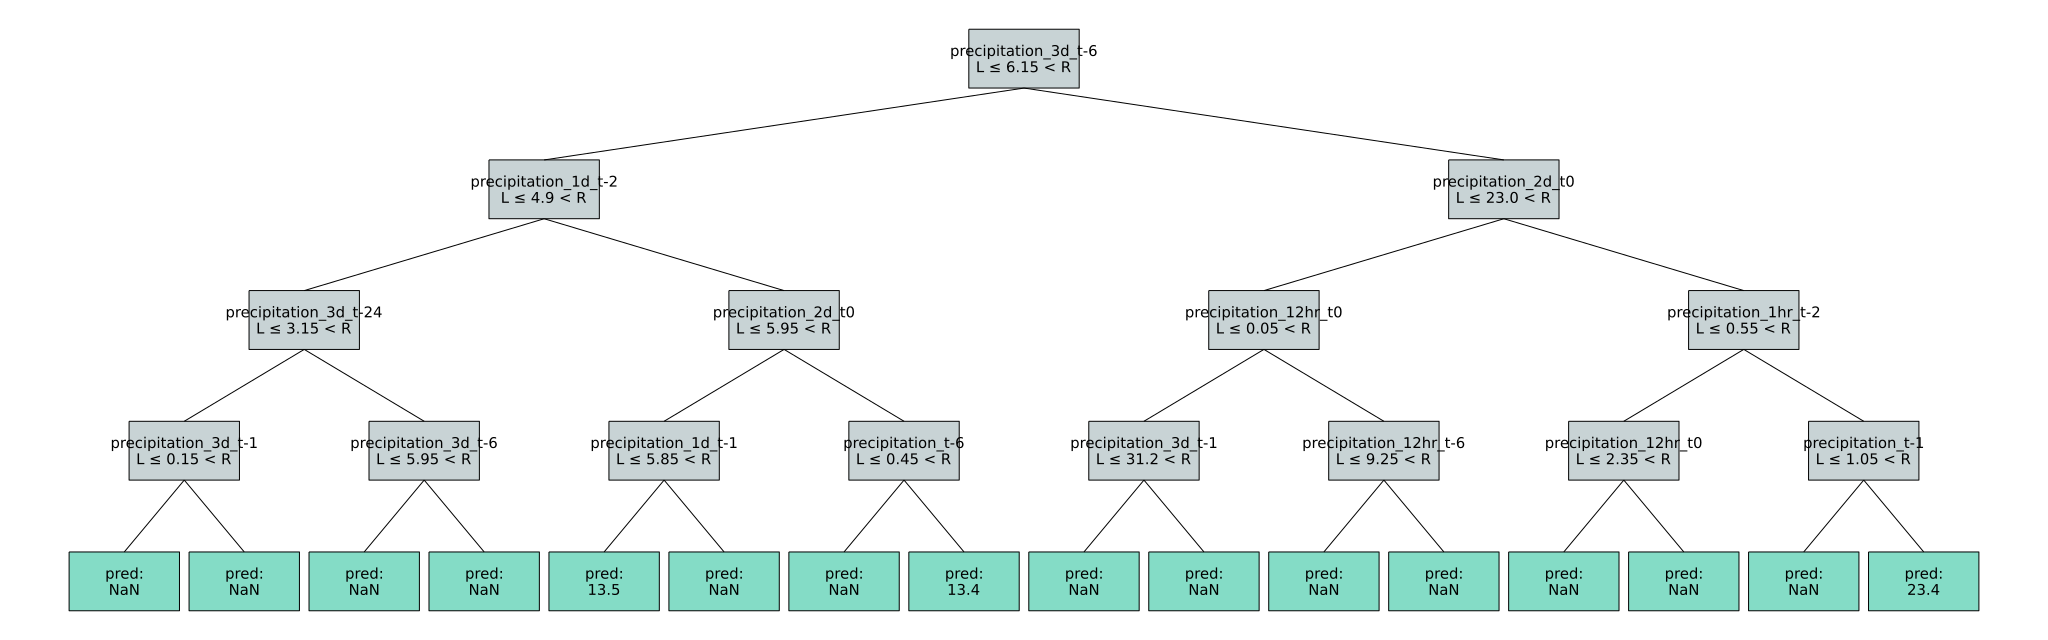 precipitation_3d_t-6
L ≤ 6.15 < R
precipitation_1d_t-2
L ≤ 4.9 < R
precipitation_2d_t0
L ≤ 23.0 < R
precipitation_3d_t-24
L ≤ 3.15 < R
precipitation_2d_t0
L ≤ 5.95 < R
precipitation_12hr_t0
L ≤ 0.05 < R
precipitation_1hr_t-2
L ≤ 0.55 < R
precipitation_3d_t-1
L ≤ 0.15 < R
precipitation_3d_t-6
L ≤ 5.95 < R
precipitation_1d_t-1
L ≤ 5.85 < R
precipitation_t-6
L ≤ 0.45 < R
precipitation_3d_t-1
L ≤ 31.2 < R
precipitation_12hr_t-6
L ≤ 9.25 < R
precipitation_12hr_t0
L ≤ 2.35 < R
precipitation_t-1
L ≤ 1.05 < R
pred:
NaN
pred:
NaN
pred:
NaN
pred:
NaN
pred:
13.5
pred:
NaN
pred:
NaN
pred:
13.4
pred:
NaN
pred:
NaN
pred:
NaN
pred:
NaN
pred:
NaN
pred:
NaN
pred:
NaN
pred:
23.4